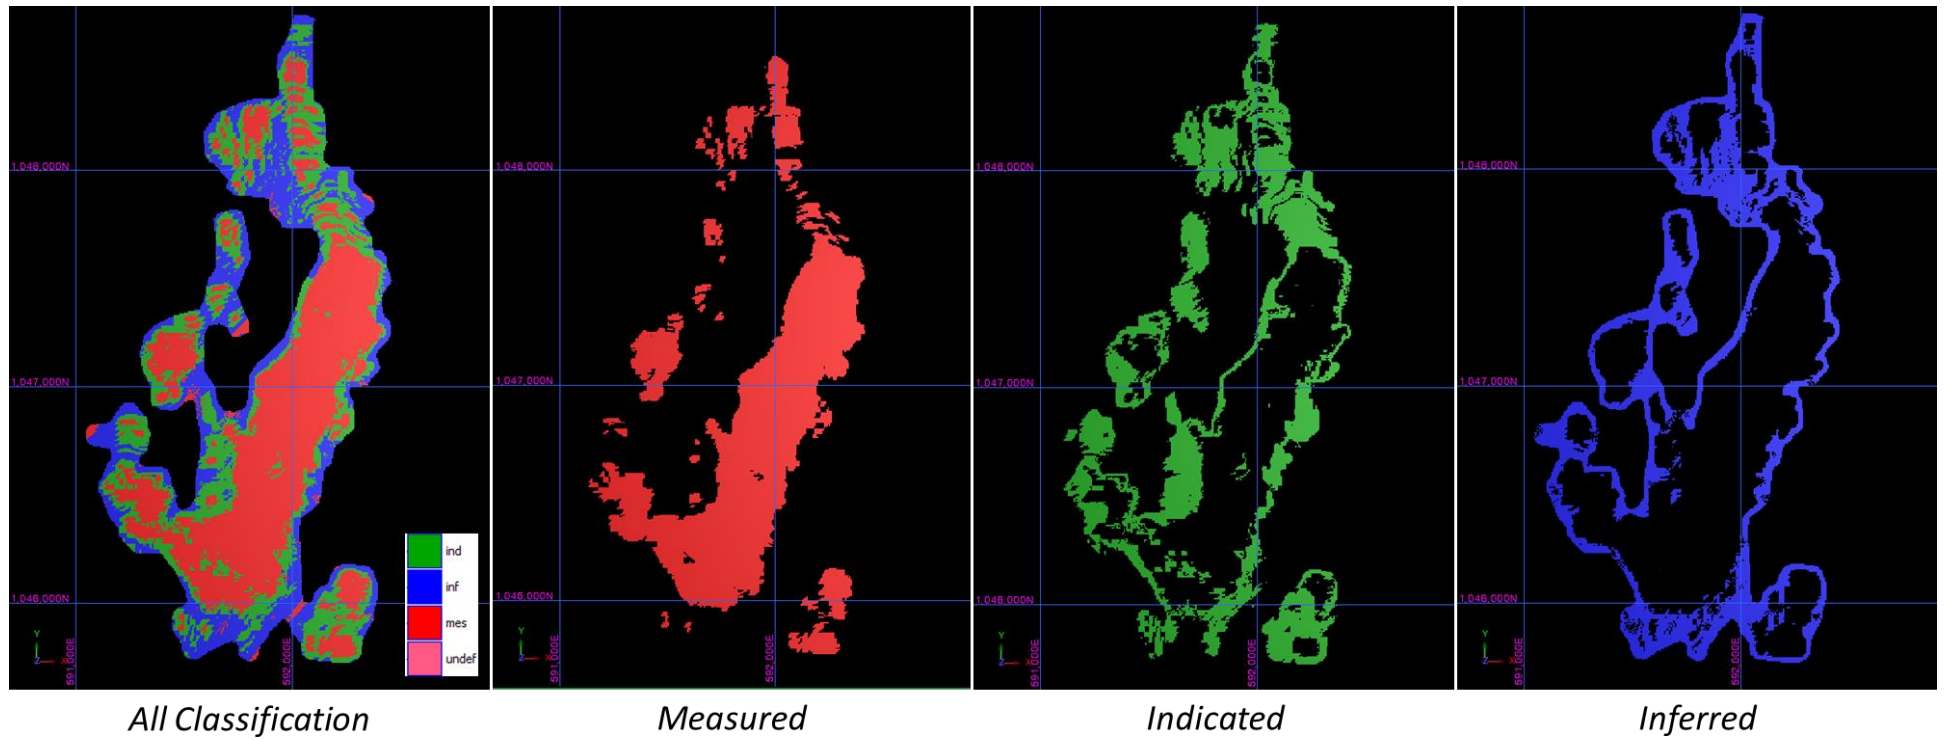 1,048,000N
1,047,000N
1,046,000N
591,000E
592,000E
Y
Z
X
ind
inf
mes
undef
1,048,000N
1,047,000N
1,046,000N
591,000E
592,000E
Y
Z
X
1,048,000N
1,047,000N
1,046,000N
591,000E
592,000E
Y
Z
X
1,048,000N
1,047,000N
1,046,000N
591,000E
592,000E
Y
Z
X
All Classification
Measured
Indicated
Inferred